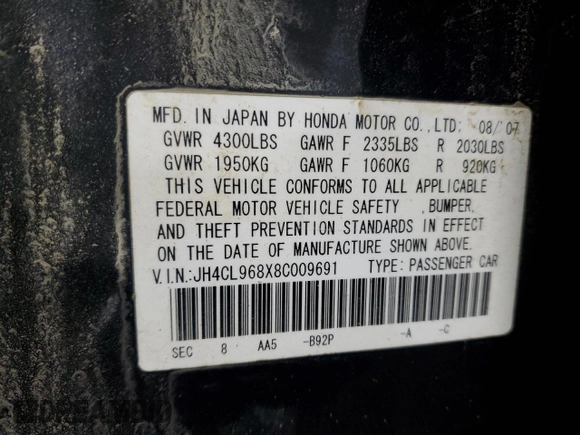 MFD. IN JAPAN BY HONDA MOTOR CO.,LTD: 08/'07
GVWR 4300LBS GAWR F 2335LBS R 2030LBS
GVWR 1950KG GAWR F 1060KG R 920KG
THIS VEHICLE CONFORMS TO ALL APPLICABLE
FEDERAL MOTOR VEHICLE SAFETY ,BUMPER,
AND THEFT PREVENTION STANDARDS IN EFFECT
ON THE DATE OF MANUFACTURE SHOWN ABOVE.
V.I.N:JH4CL968X8C009691 TYPE: PASSENGER CAR
SEC 8 AA5 -B92P -A -C